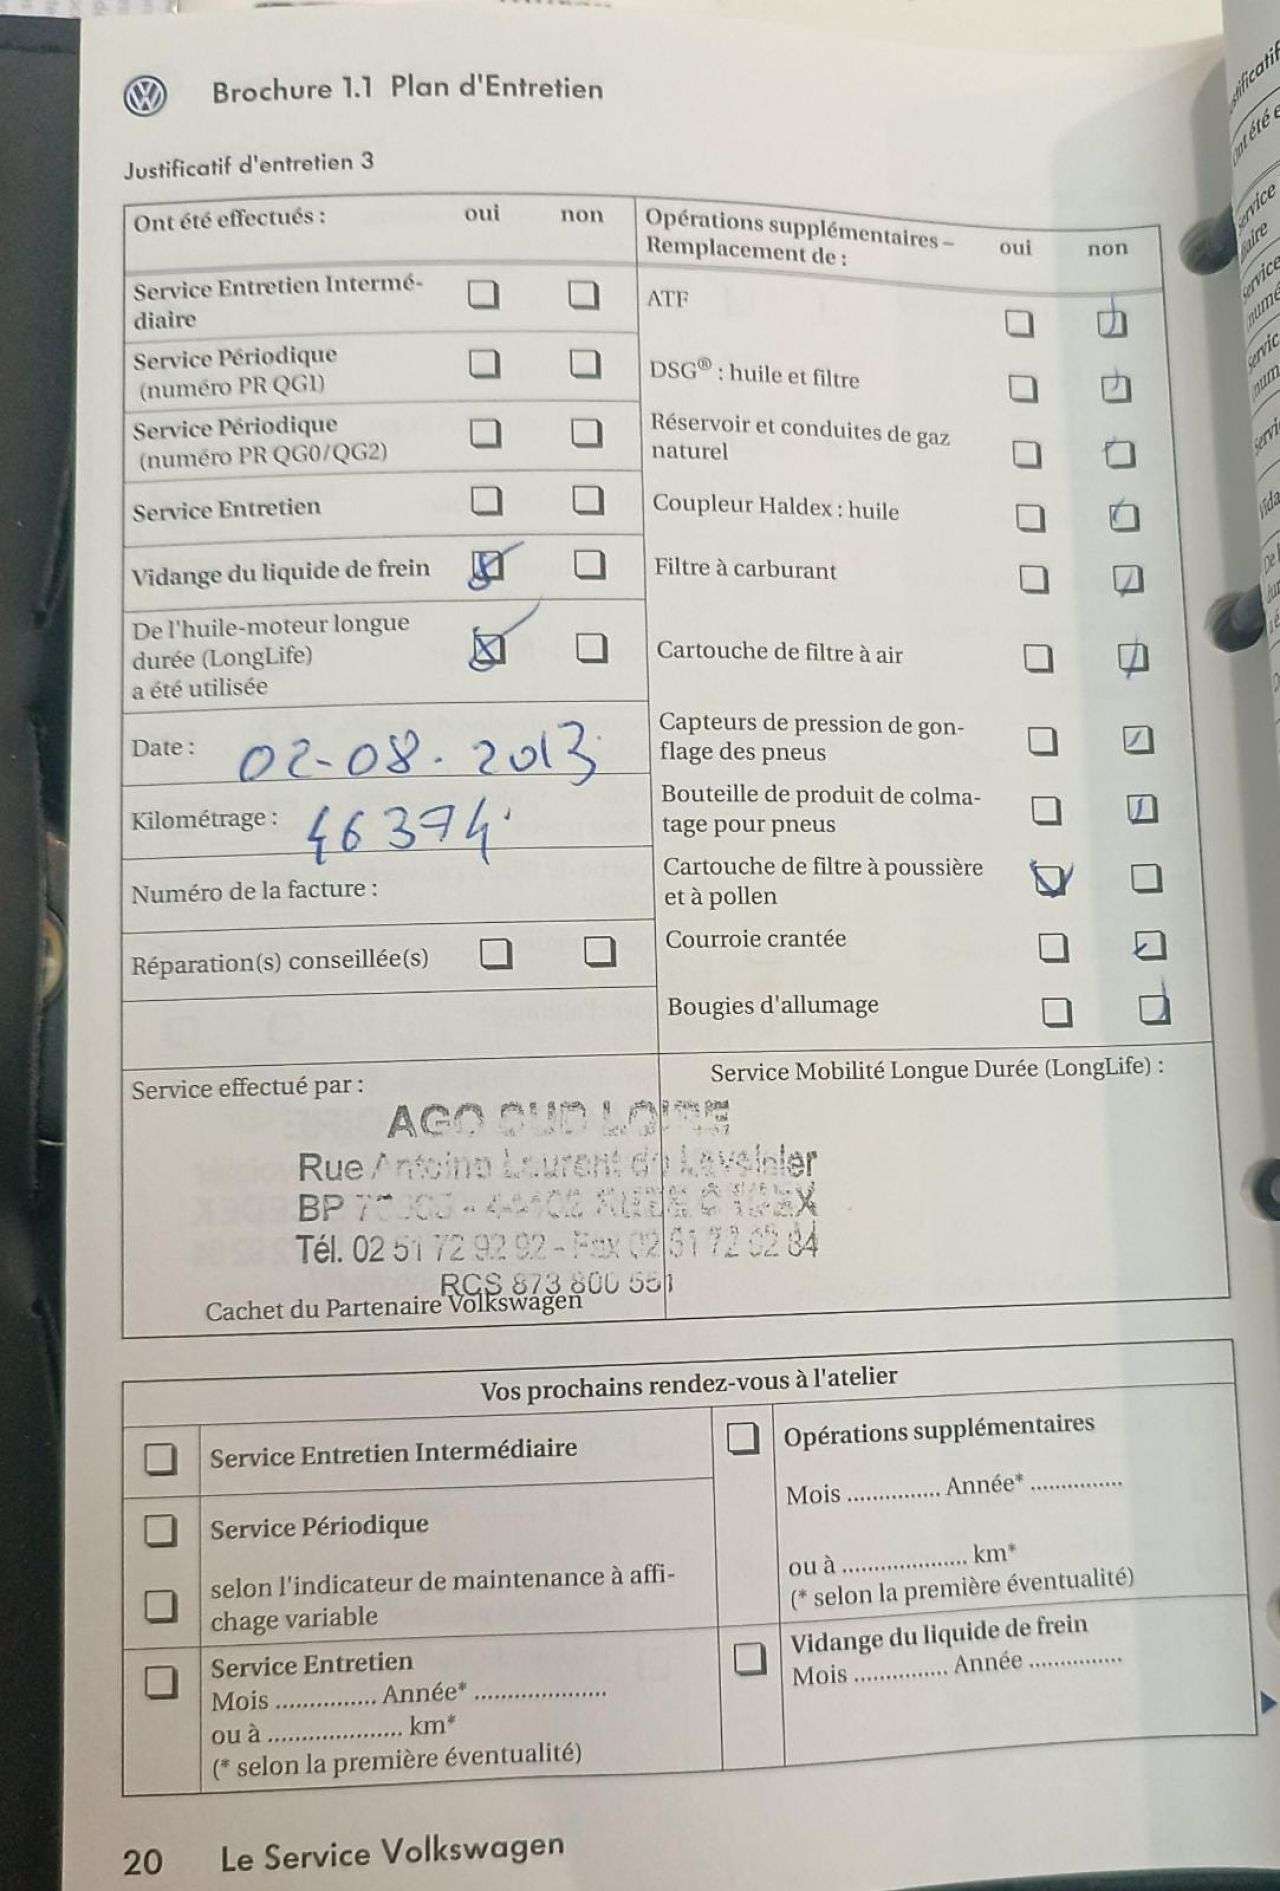 Brochure 1.1 Plan d'Entretien
Justificatif d'entretien 3
Ont été effectués : oui non
Service Entretien Intermé-
diaire
Service Périodique
(numéro PR QG1)
Service Périodique
(numéro PR QG0/QG2)
Service Entretien
Vidange du liquide de frein
De l'huile-moteur longue
durée (LongLife)
a été utilisée
Date : 02-08.2013
Kilométrage : 46374
Numéro de la facture :
Réparation(s) conseillée(s)
Opérations supplémentaires –
Remplacement de : oui non
ATF
DSG® : huile et filtre
Réservoir et conduites de gaz
naturel
Coupleur Haldex : huile
Filtre à carburant
Cartouche de filtre à air
Capteurs de pression de gon-
flage des pneus
Bouteille de produit de colma-
tage pour pneus
Cartouche de filtre à poussière
et à pollen
Courroie crantée
Bougies d'allumage
Service effectué par :
AGO SUD LOIRE
Rue Antoine Laurent de
BP
Tél. 02 51 72 92 92 - Fax 02 51 72
RCS 873 800
Cachet du Partenaire Volkswagen
Service Mobilité Longue Durée (LongLife) :
Vos prochains rendez-vous à l'atelier
Service Entretien Intermédiaire
Service Périodique
selon l'indicateur de maintenance à affi-
chage variable
Service Entretien
Mois ............... Année* ....................
ou à .................... km*
(* selon la première éventualité)
Opérations supplémentaires
Mois .............. Année* ..............
ou à ................... km*
(* selon la première éventualité)
Vidange du liquide de frein
Mois .............. Année ..............
20 Le Service Volkswagen